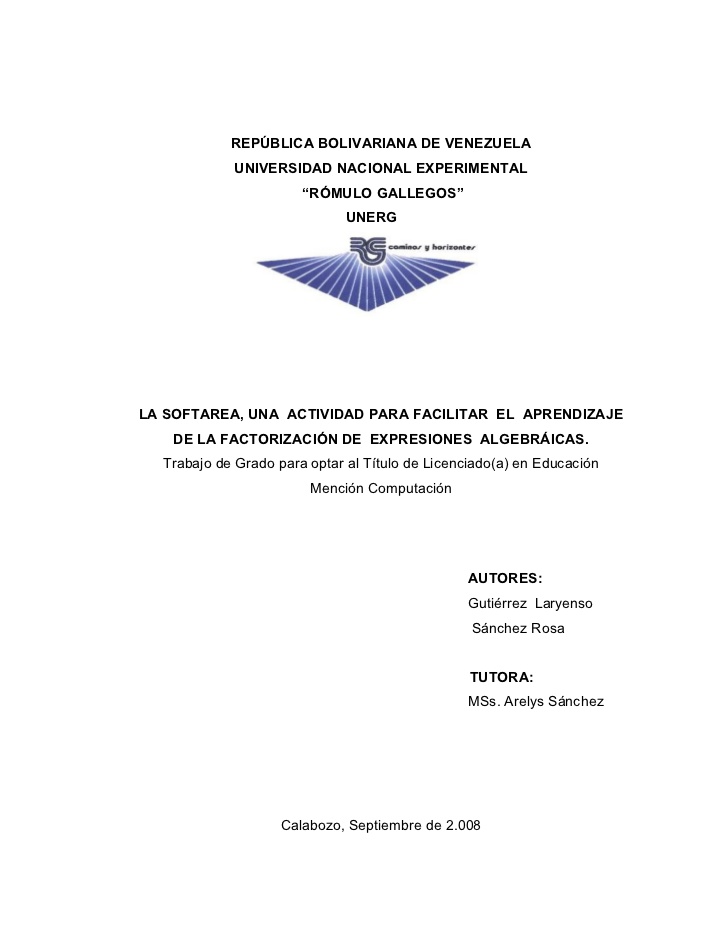 REPÚBLICA BOLIVARIANA DE VENEZUELA
UNIVERSIDAD NACIONAL EXPERIMENTAL
“RÓMULO GALLEGOS”
UNERG
RG caminos y horizontes
LA SOFTAREA, UNA ACTIVIDAD PARA FACILITAR EL APRENDIZAJE
DE LA FACTORIZACIÓN DE EXPRESIONES ALGEBRÁICAS.
Trabajo de Grado para optar al Título de Licenciado(a) en Educación
Mención Computación
AUTORES:
Gutiérrez Laryenso
Sánchez Rosa
TUTORA:
MSs. Arelys Sánchez
Calabozo, Septiembre de 2.008